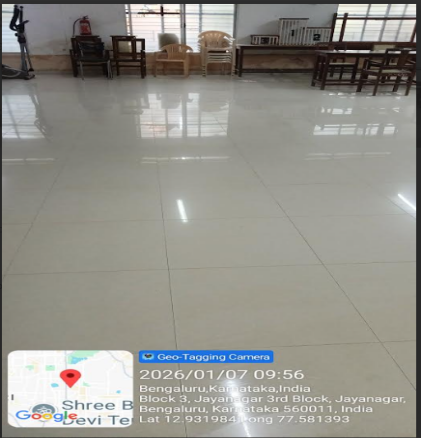 Geo-Tagging Camera
2026/01/07 09:56
Bengaluru,Karnataka,India
Block 3, Jayanagar 3rd Block, Jayanagar,
Bengaluru, Karnataka 560011, India
Lat 12.931984 Long 77.581393
Shree B
Devi Te
Google